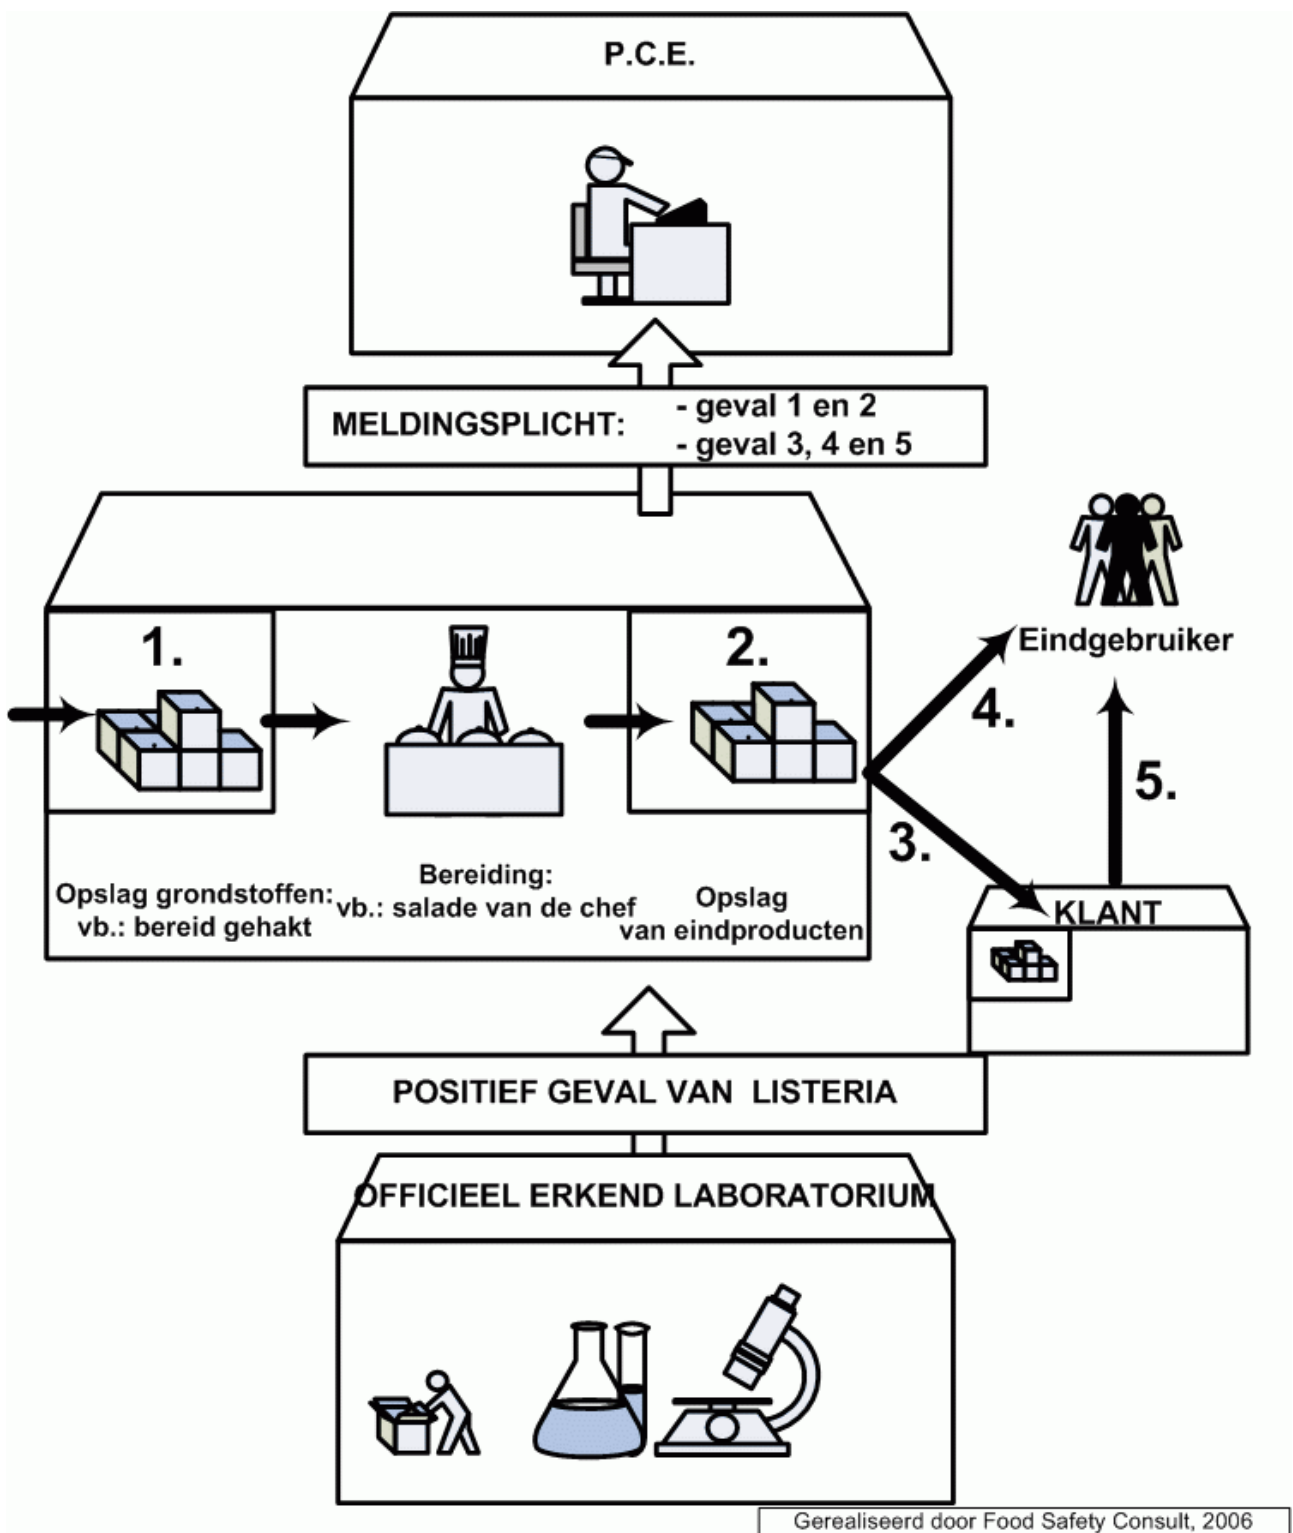 P.C.E.
MELDINGSPLICHT:
- geval 1 en 2
- geval 3, 4 en 5
1.
2.
Eindgebruiker
4.
5.
3.
Opslag grondstoffen:
vb.: bereid gehakt
Bereiding:
vb.: salade van de chef
Opslag
van eindproducten
KLANT
POSITIEF GEVAL VAN LISTERIA
OFFICIEEL ERKEND LABORATORIUM
Gerealiseerd door Food Safety Consult, 2006